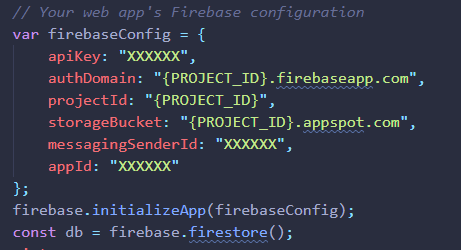 // Your web app's Firebase configuration
var firebaseConfig = {
    apiKey: "XXXXXX",
    authDomain: "{PROJECT_ID}.firebaseapp.com",
    projectId: "{PROJECT_ID}",
    storageBucket: "{PROJECT_ID}.appspot.com",
    messagingSenderId: "XXXXXX",
    appId: "XXXXXX"
};
firebase.initializeApp(firebaseConfig);
const db = firebase.firestore();